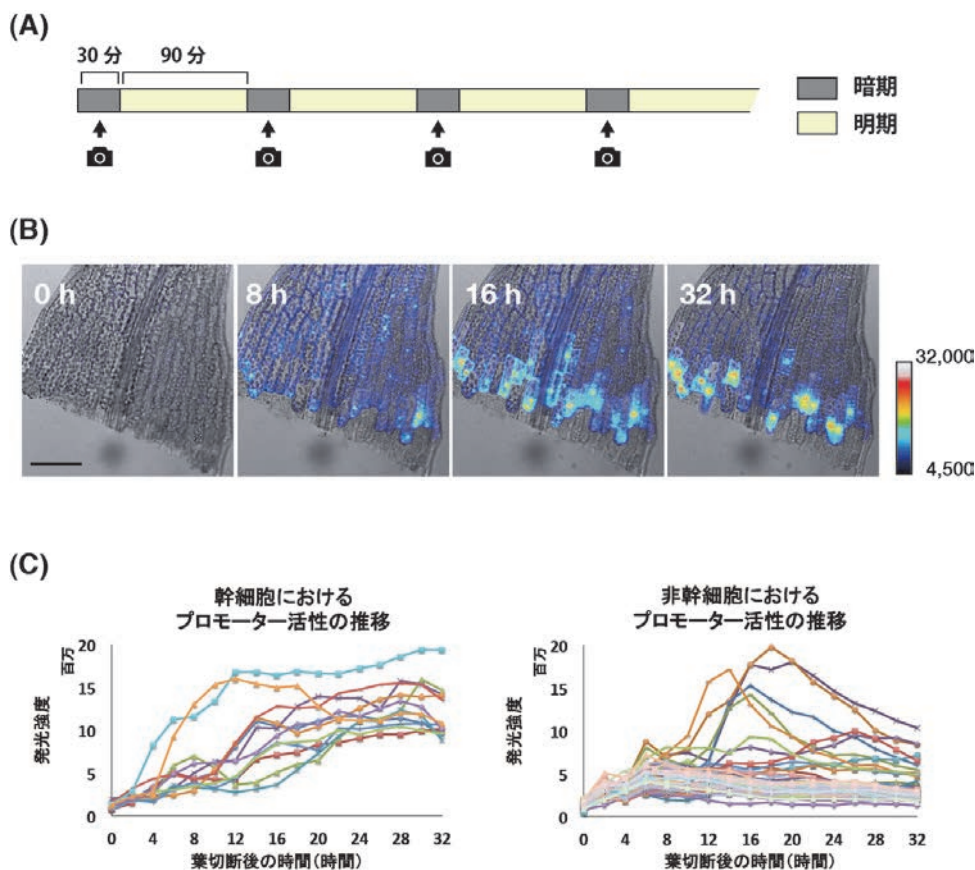 (A)
30 分
90 分
暗期
明期
(B)
0 h
8 h
16 h
32 h
32,000
4,500
(C)
幹細胞における
プロモーター活性の推移
百万
発光強度
20
15
10
5
0
0 4 8 12 16 20 24 28 32
葉切断後の時間(時間)
非幹細胞における
プロモーター活性の推移
百万
発光強度
20
15
10
5
0
0 4 8 12 16 20 24 28 32
葉切断後の時間(時間)